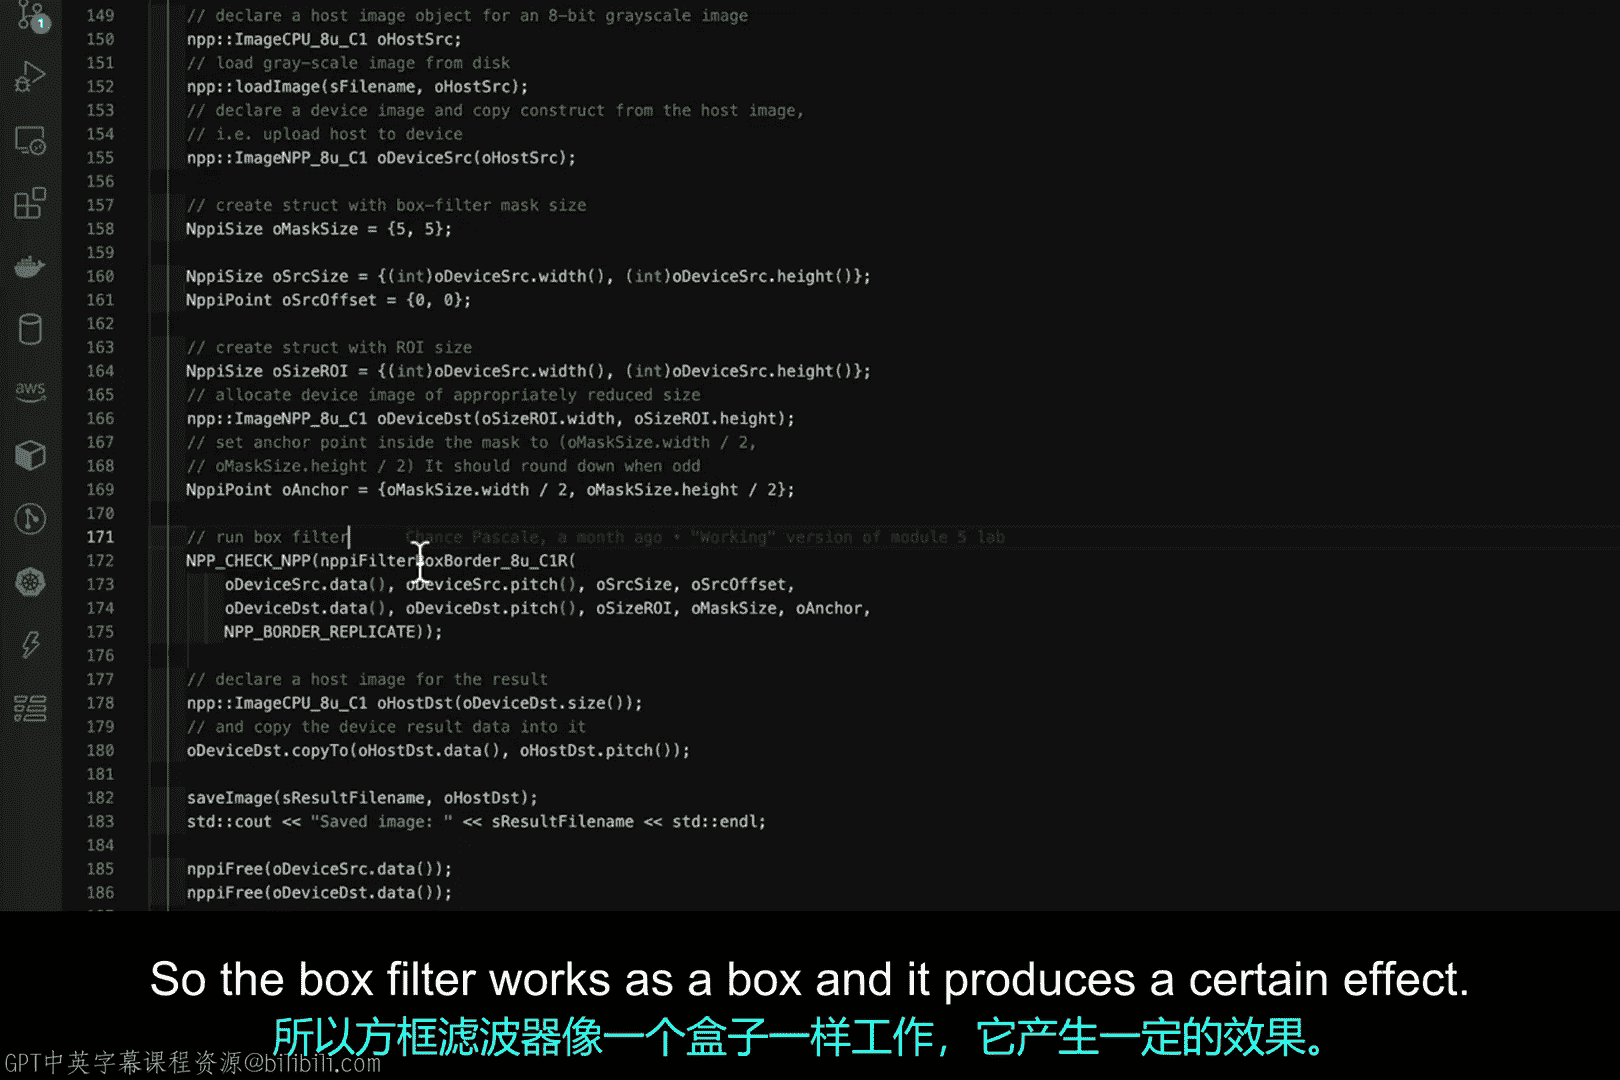 149 // declare a host image object for an 8-bit grayscale image
150 npp::ImageCPU_8u_C1 oHostSrc;
151 // load gray-scale image from disk
152 npp::loadImage(sFilename, oHostSrc);
153 // declare a device image and copy construct from the host image,
154 // i.e. upload host to device
155 npp::ImageNPP_8u_C1 oDeviceSrc(oHostSrc);
156
157 // create struct with box-filter mask size
158 NppiSize oMaskSize = {5, 5};
159
160 NppiSize oSrcSize = {(int)oDeviceSrc.width(), (int)oDeviceSrc.height()};
161 NppiPoint oSrcOffset = {0, 0};
162
163 // create struct with ROI size
164 NppiSize oSizeROI = {(int)oDeviceSrc.width(), (int)oDeviceSrc.height()};
165 // allocate device image of appropriately reduced size
166 npp::ImageNPP_8u_C1 oDeviceDst(oSizeROI.width, oSizeROI.height);
167 // set anchor point inside the mask to (oMaskSize.width / 2,
168 // oMaskSize.height / 2) It should round down when odd
169 NppiPoint oAnchor = {oMaskSize.width / 2, oMaskSize.height / 2};
170
171 // run box filter Chance Pascale, a month ago • "Working" version of module 5 lab
172 NPP_CHECK_NPP(nppiFilterBoxBorder_8u_C1R(
173 oDeviceSrc.data(), oDeviceSrc.pitch(), oSrcSize, oSrcOffset,
174 oDeviceDst.data(), oDeviceDst.pitch(), oSizeROI, oMaskSize, oAnchor,
175 NPP_BORDER_REPLICATE));
176
177 // declare a host image for the result
178 npp::ImageCPU_8u_C1 oHostDst(oDeviceDst.size());
179 // and copy the device result data into it
180 oDeviceDst.copyTo(oHostDst.data(), oHostDst.pitch());
181
182 saveImage(sResultFilename, oHostDst);
183 std::cout << "Saved image: " << sResultFilename << std::endl;
184
185 nppiFree(oDeviceSrc.data());
186 nppiFree(oDeviceDst.data());
1
aws
So the box filter works as a box and it produces a certain effect.
所以方框滤波器像一个盒子一样工作，它产生一定的效果。
GPT中英字幕课程资源@bilibili.com